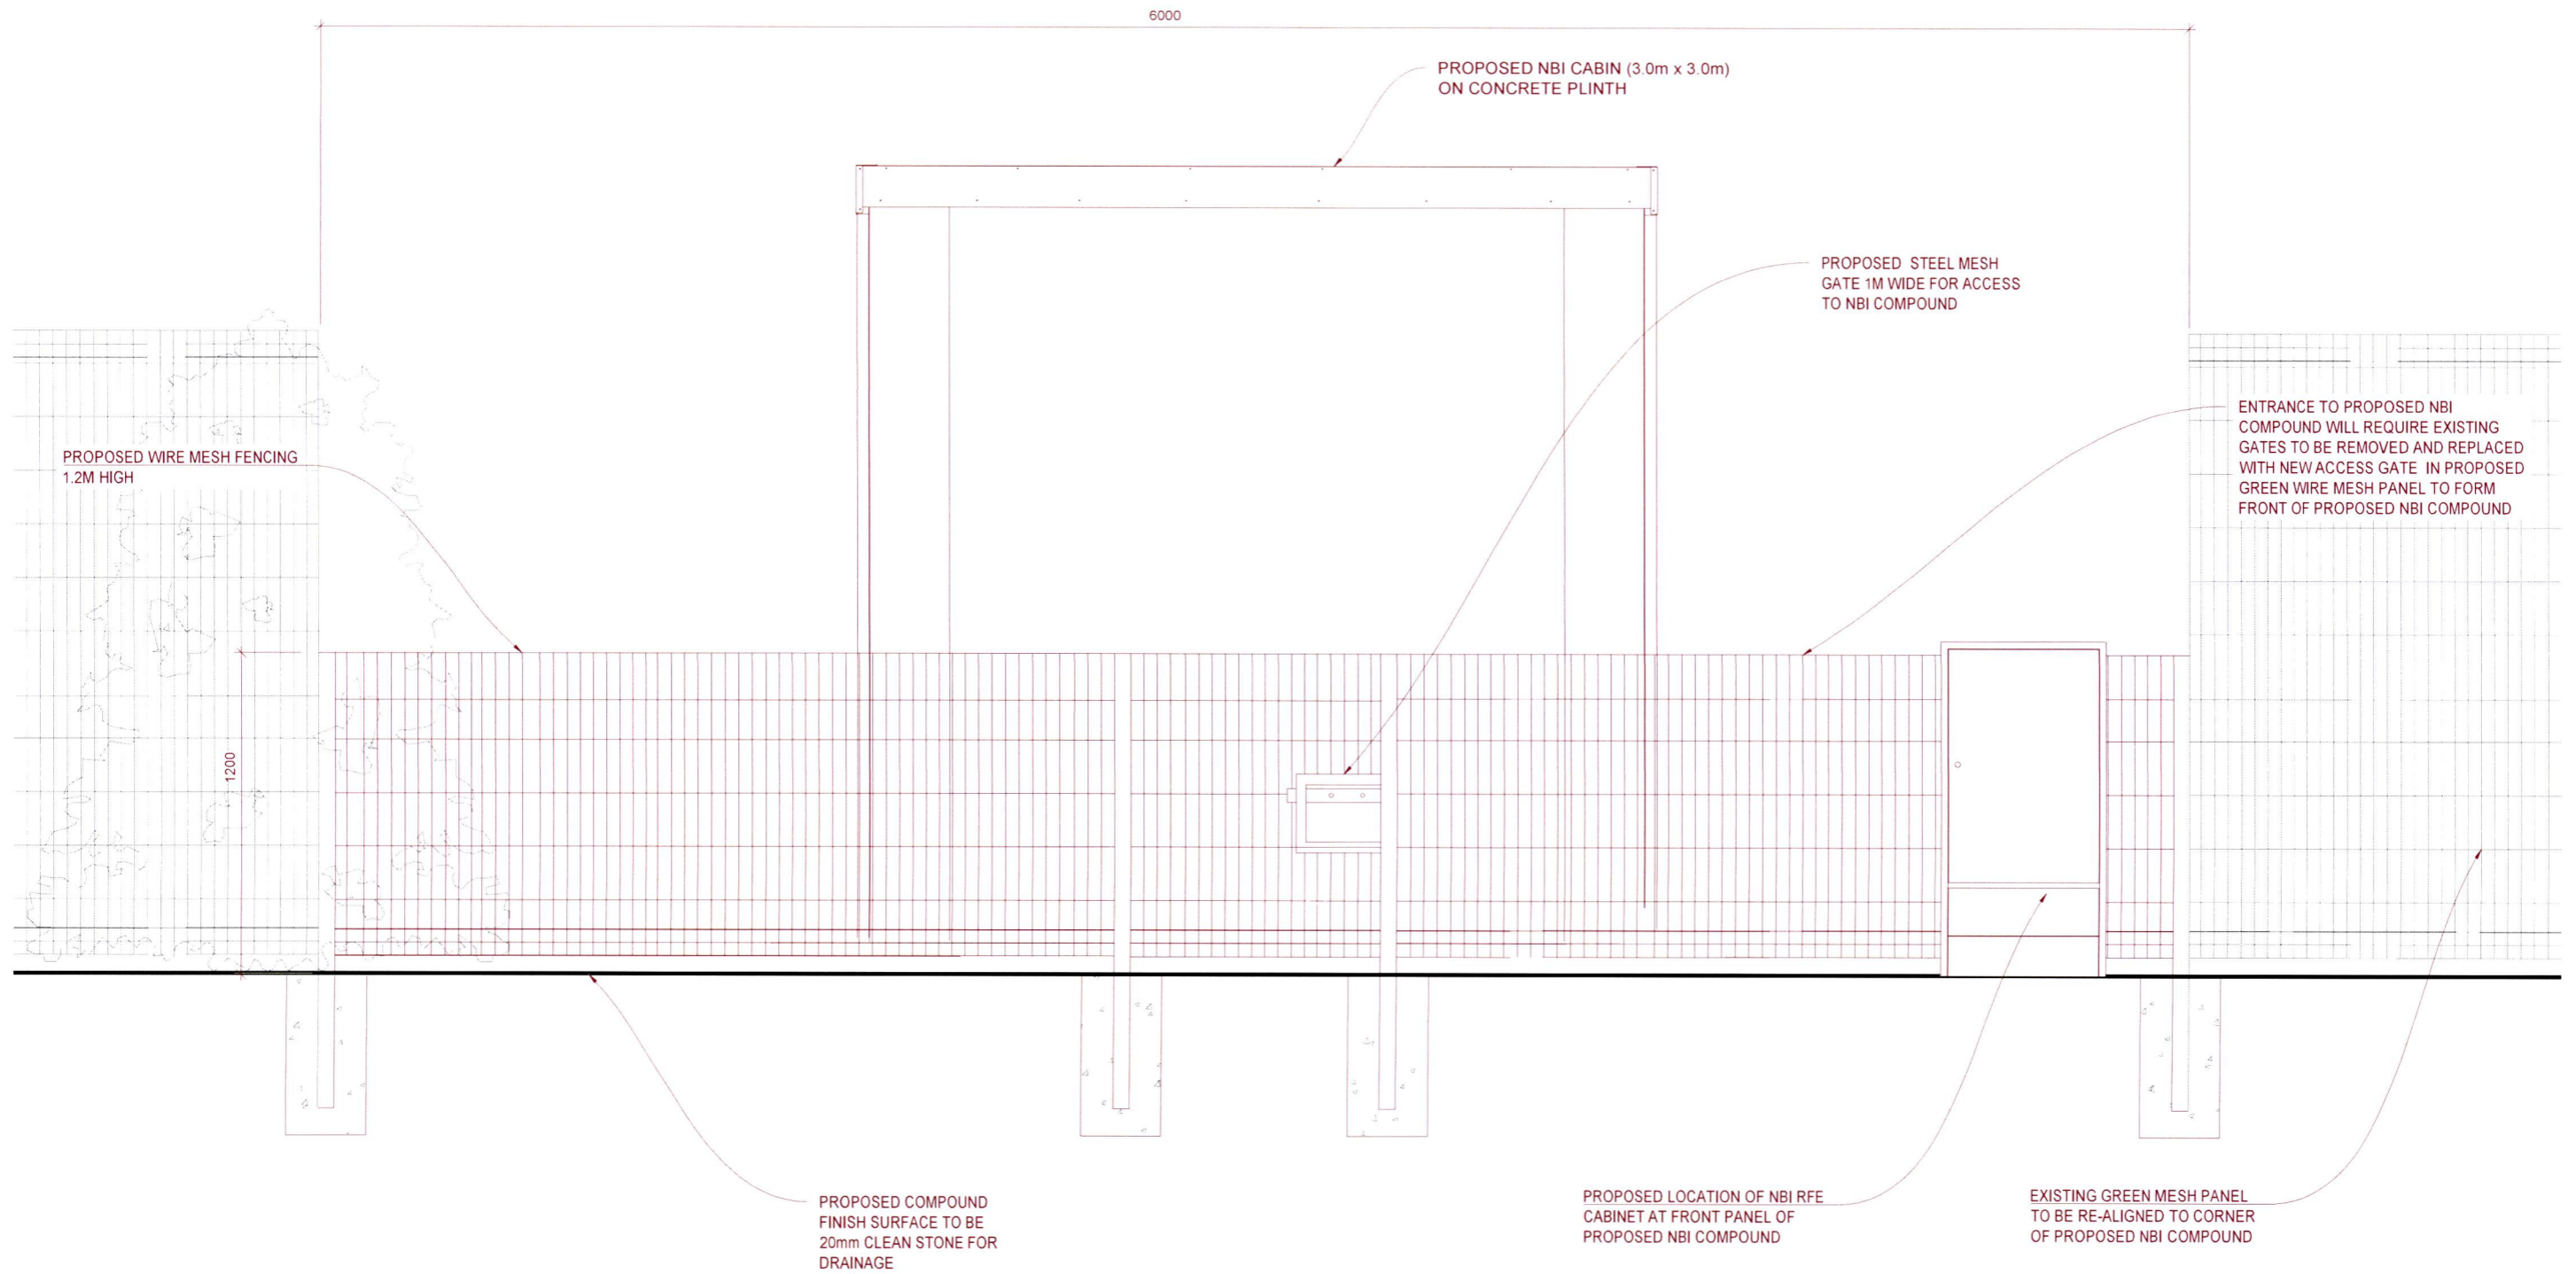 6000
PROPOSED NBI CABIN (3.0m x 3.0m)
ON CONCRETE PLINTH
PROPOSED STEEL MESH
GATE 1M WIDE FOR ACCESS
TO NBI COMPOUND
ENTRANCE TO PROPOSED NBI
COMPOUND WILL REQUIRE EXISTING
GATES TO BE REMOVED AND REPLACED
WITH NEW ACCESS GATE IN PROPOSED
GREEN WIRE MESH PANEL TO FORM
FRONT OF PROPOSED NBI COMPOUND
PROPOSED WIRE MESH FENCING
1.2M HIGH
1200
PROPOSED COMPOUND
FINISH SURFACE TO BE
20mm CLEAN STONE FOR
DRAINAGE
PROPOSED LOCATION OF NBI RFE
CABINET AT FRONT PANEL OF
PROPOSED NBI COMPOUND
EXISTING GREEN MESH PANEL
TO BE RE-ALIGNED TO CORNER
OF PROPOSED NBI COMPOUND